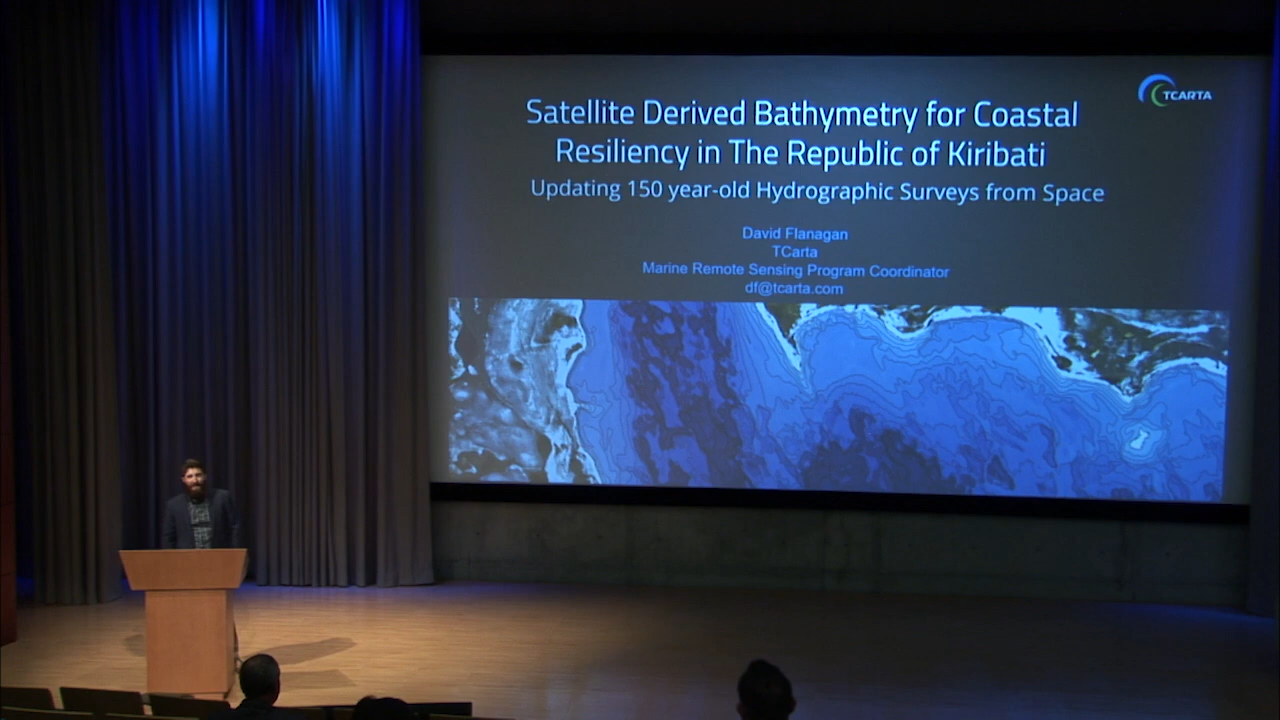 TCARTA
Satellite Derived Bathymetry for Coastal
Resiliency in The Republic of Kiribati
Updating 150 year-old Hydrographic Surveys from Space
David Flanagan
TCarta
Marine Remote Sensing Program Coordinator
df@tcarta.com